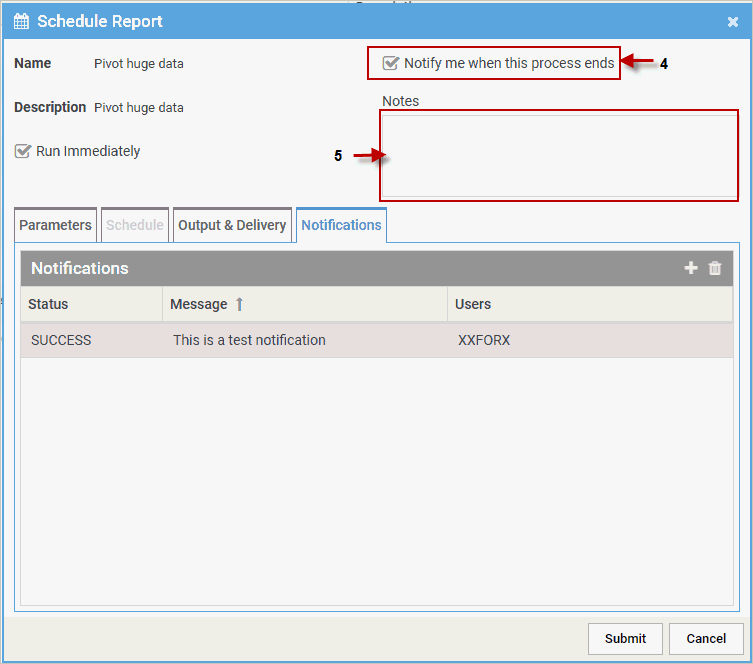 Schedule Report
Name Pivot huge data
Notify me when this process ends 4
Description Pivot huge data
Notes
Run Immediately
5
Parameters Schedule Output & Delivery Notifications
Notifications
Status Message Users
SUCCESS This is a test notification XXFORX
Submit Cancel